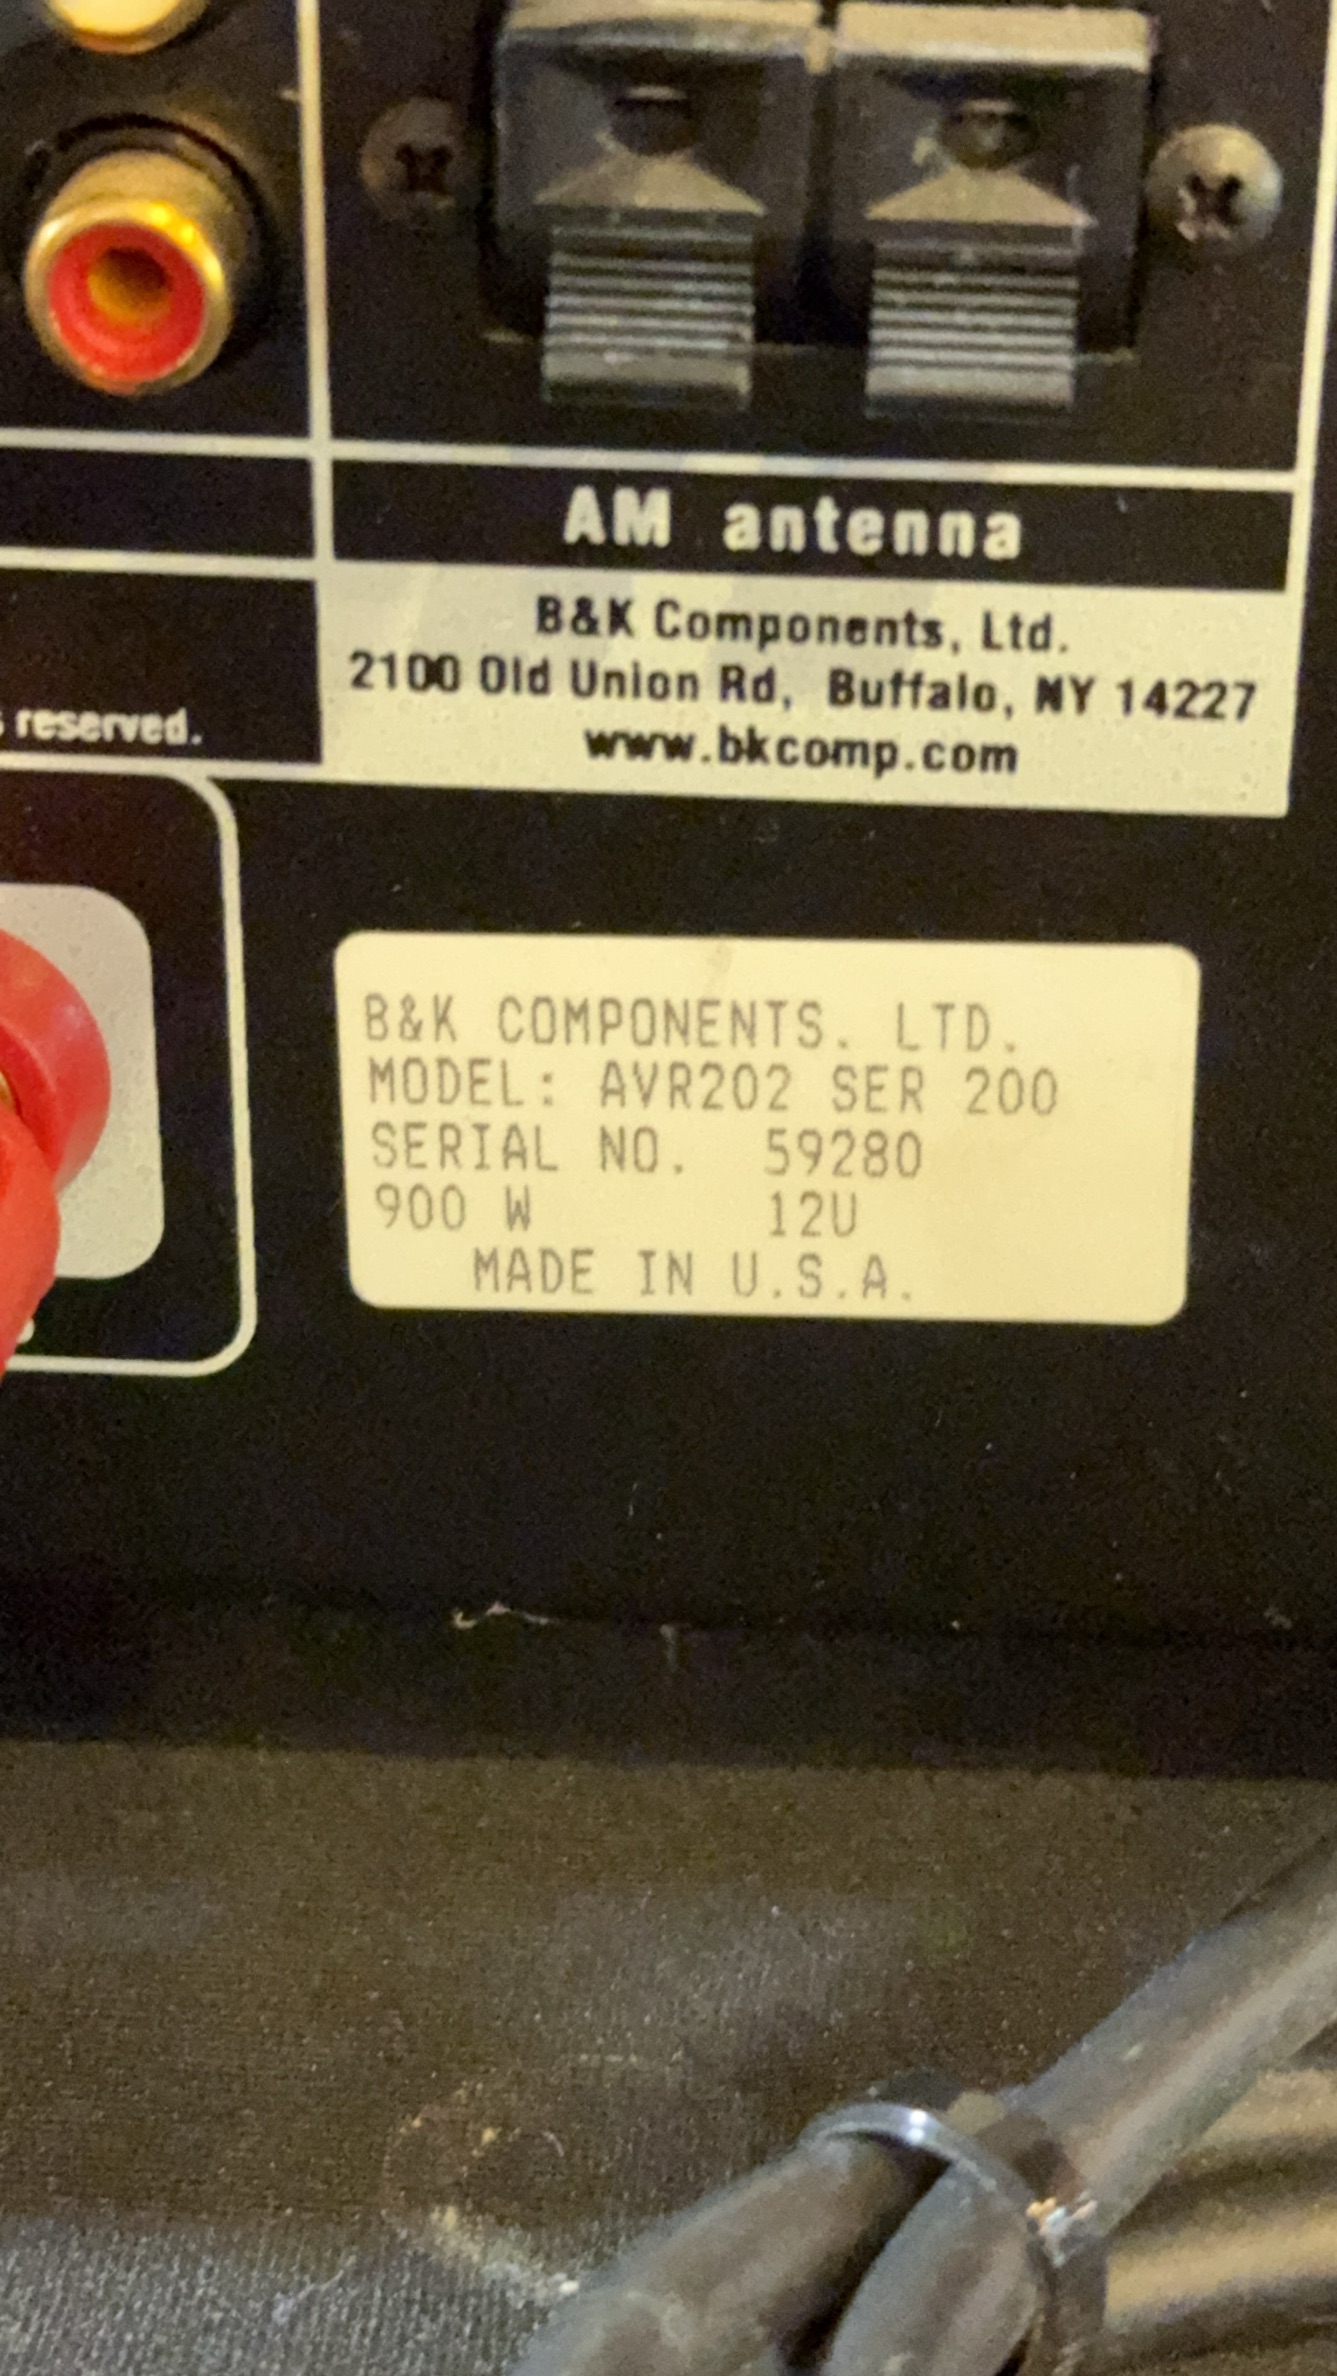 AM antenna
B&K Components, Ltd.
2100 Old Union Rd, Buffalo, NY 14227
reserved.
www.bkcomp.com
B&K COMPONENTS. LTD.
MODEL: AVR202 SER 200
SERIAL NO. 59280
900 W 12U
MADE IN U.S.A.